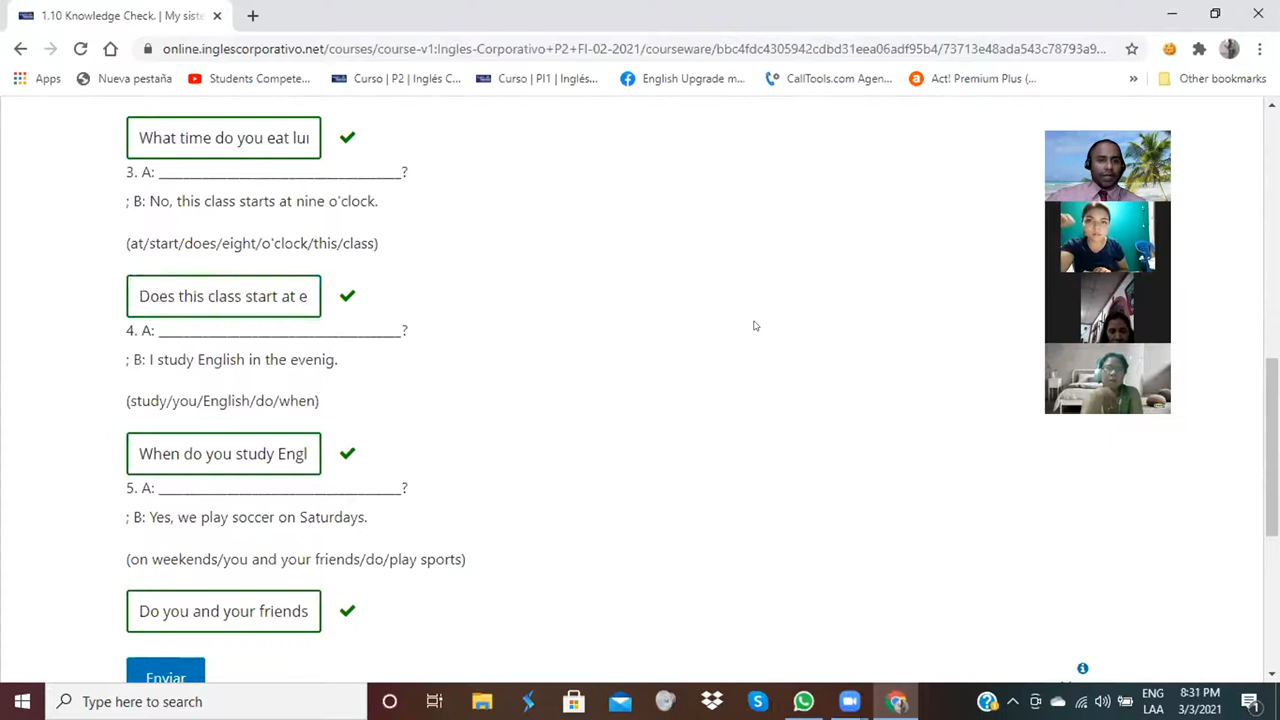 1.10 Knowledge Check. | My siste
online.inglescorporativo.net/courses/course-v1:Ingles-Corporativo+P2+FI-02-2021/courseware/bbc4fdc4305942cdbd31eea06adf95b4/73713e48ada543c78793a9...
Apps Nueva pestaña Students Compete... Curso | P2 | Inglés C... Curso | PI1 | Inglés... English Upgrade m... CallTools.com Agen... Act! Premium Plus (... » Other bookmarks
What time do you eat lu
3. A: ___________________________________?
; B: No, this class starts at nine o'clock.
(at/start/does/eight/o'clock/this/class)
Does this class start at e
4. A: ___________________________________?
; B: I study English in the evenig.
(study/you/English/do/when)
When do you study Engl
5. A: ___________________________________?
; B: Yes, we play soccer on Saturdays.
(on weekends/you and your friends/do/play sports)
Do you and your friends
Enviar
Type here to search
ENG 8:31 PM
LAA 3/3/2021